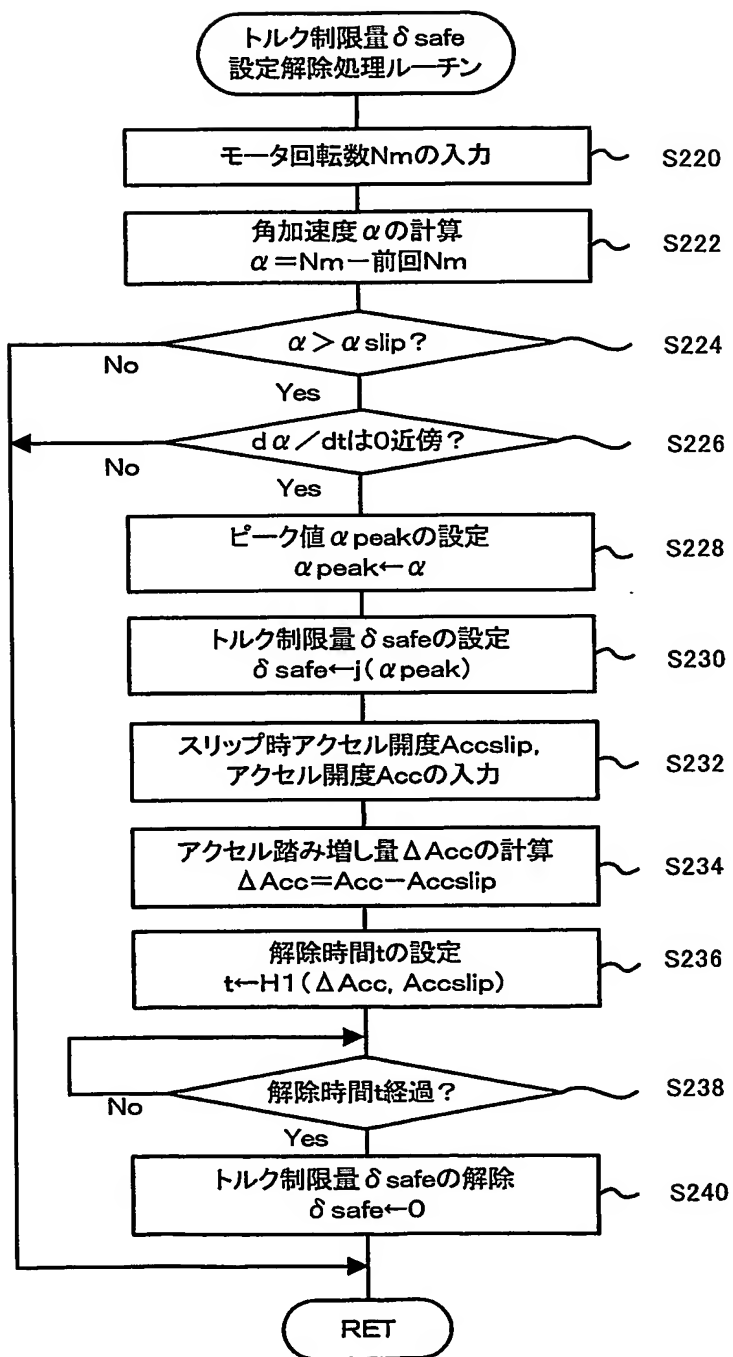 トルク制限量δsafe
設定解除処理ルーチン
モータ回転数Nmの入力
S220
角加速度αの計算
α=Nm-前回Nm
S222
α>αslip?
S224
No
Yes
dα/dtは0近傍?
S226
No
Yes
ピーク値αpeakの設定
αpeak←α
S228
トルク制限量δsafeの設定
δsafe←j(αpeak)
S230
スリップ時アクセル開度Accslip,
アクセル開度Accの入力
S232
アクセル踏み増し量ΔAccの計算
ΔAcc=Acc-Accslip
S234
解除時間tの設定
t←H1(ΔAcc, Accslip)
S236
解除時間t経過?
S238
No
Yes
トルク制限量δsafeの解除
δsafe←0
S240
RET